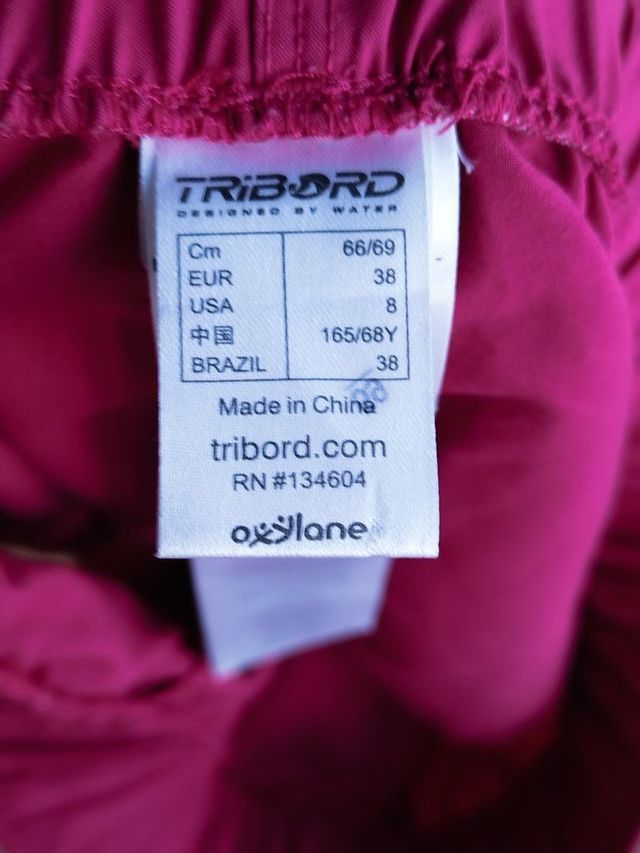 TRIBORD
DESIGNED BY WATER
Cm 66/69
EUR 38
USA 8
中国 165/68Y
BRAZIL 38
Made in China
tribord.com
RN #134604
oxylane